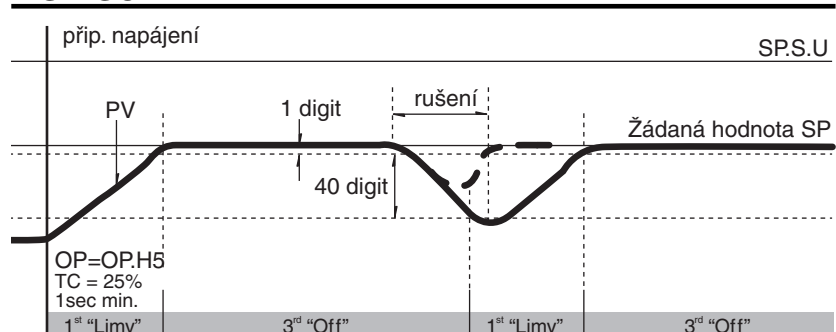 přip. napájení
SP.S.U
PV
1 digit
rušení
Žádaná hodnota SP
40 digit
OP=OP.H5
TC = 25%
1sec min.
1st “Limy” 3rd “Off” 1st “Limy” 3rd “Off”